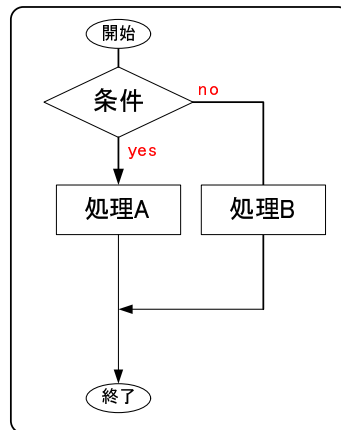 開始
条件
no
yes
処理A
処理B
終了